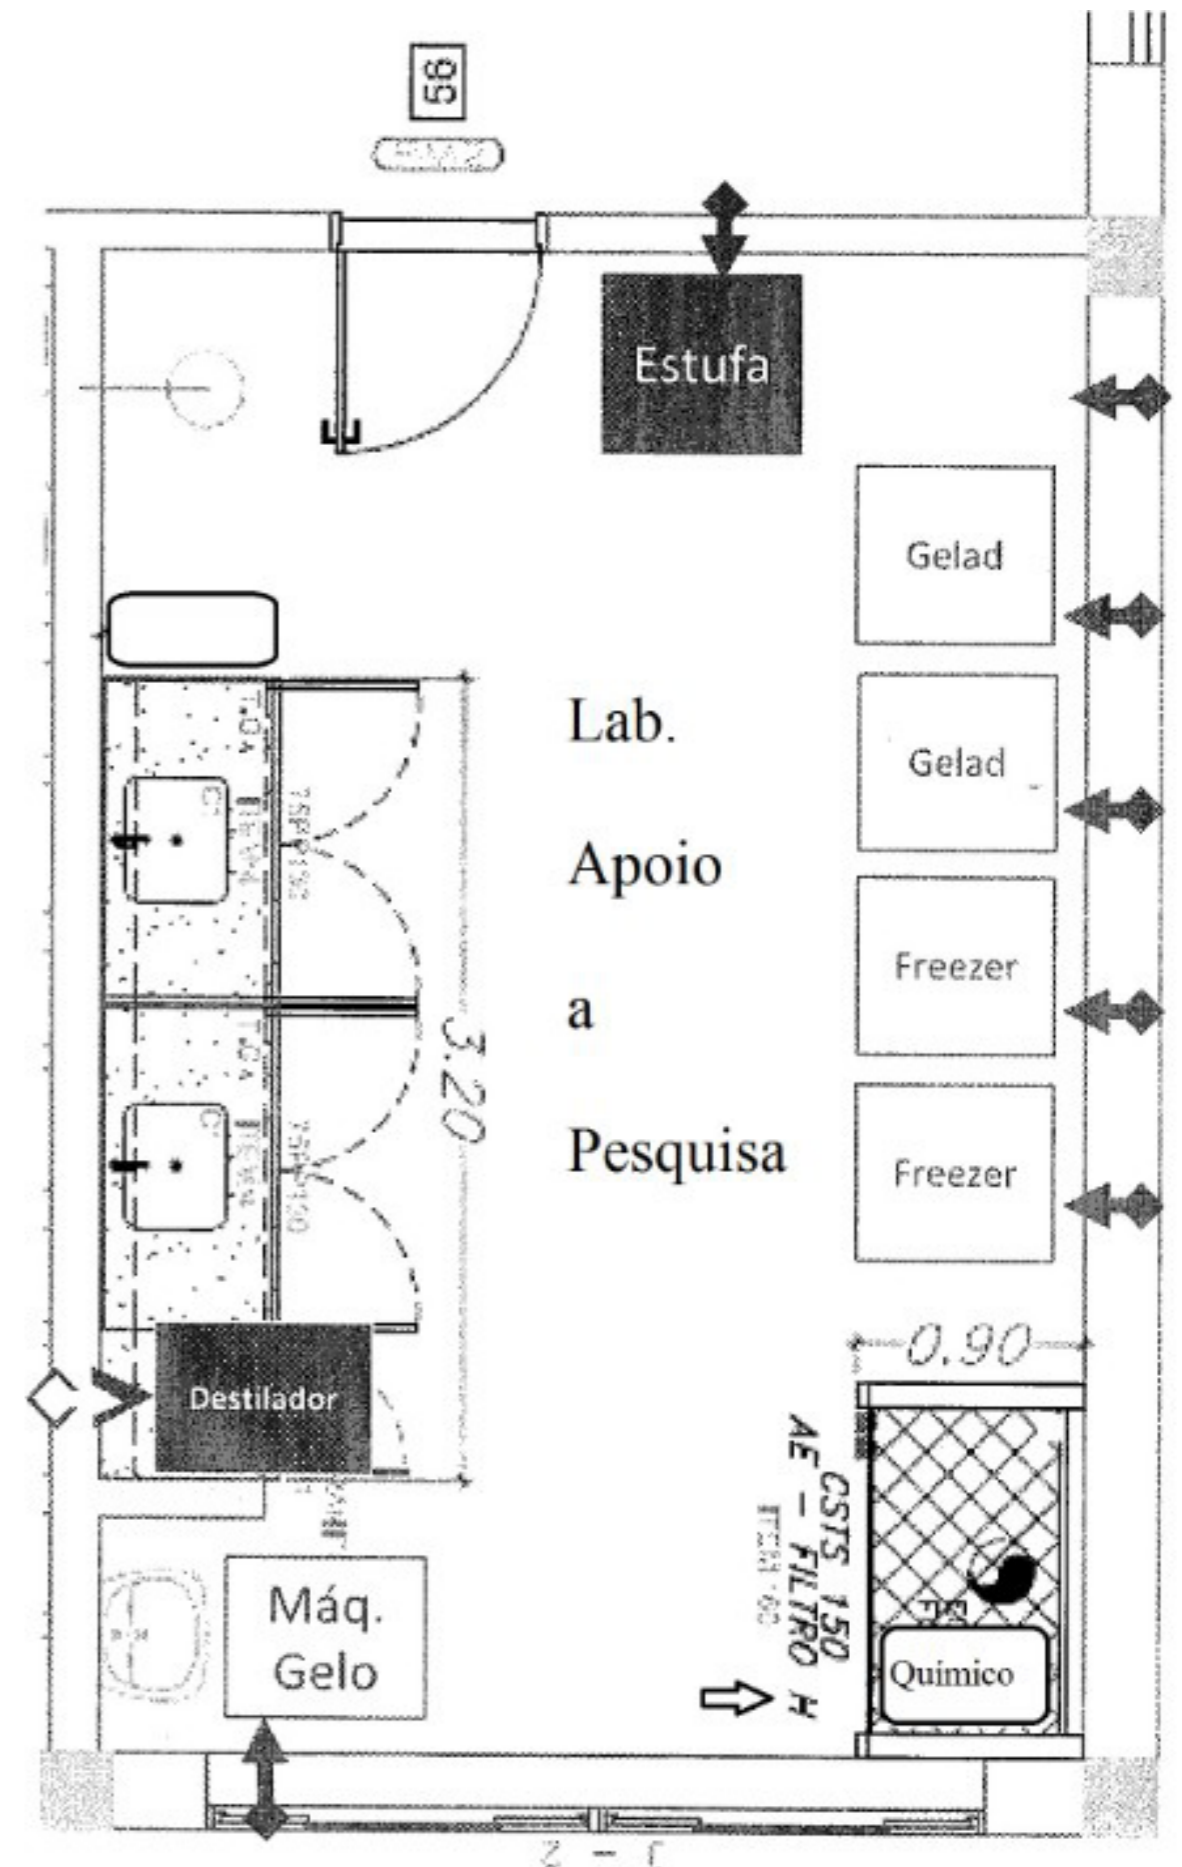 56
Estufa
Gelad
Lab.
Gelad
Apoio
Freezer
a
3.20
Pesquisa
Freezer
0.90
Destilador
CSTS 150
AE - FILTRO H
Máq.
Gelo
Químico
J-2